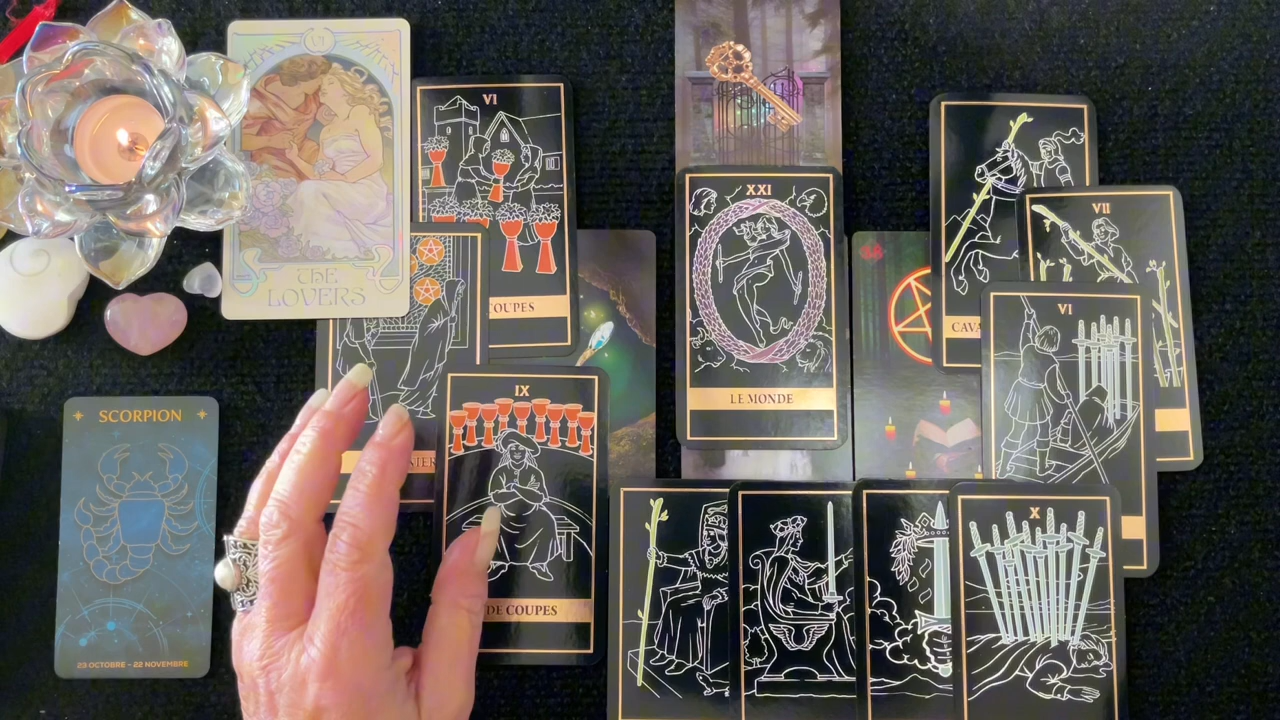 VI
THE
LOVERS
VI
COUPES
XXI
LE MONDE
VII
CAVA
VI
IX
DE COUPES
X
SCORPION
23 OCTOBRE - 22 NOVEMBRE